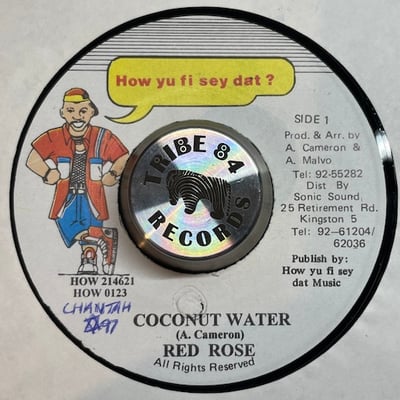 How yu fi sey dat ?
SIDE 1
Prod. & Arr. by
A. Cameron &
A. Malvo
Tel: 92-55282
Dist By
Sonic Sound,
25 Retirement Rd.
Kingston 5
Tel: 92-61204/
62036
Publish by:
How yu fi sey
dat Music
TRIBE 84
RECORDS
HOW 214621
HOW 0123
CHANTAH
97
COCONUT WATER
(A. Cameron)
RED ROSE
All Rights Reserved